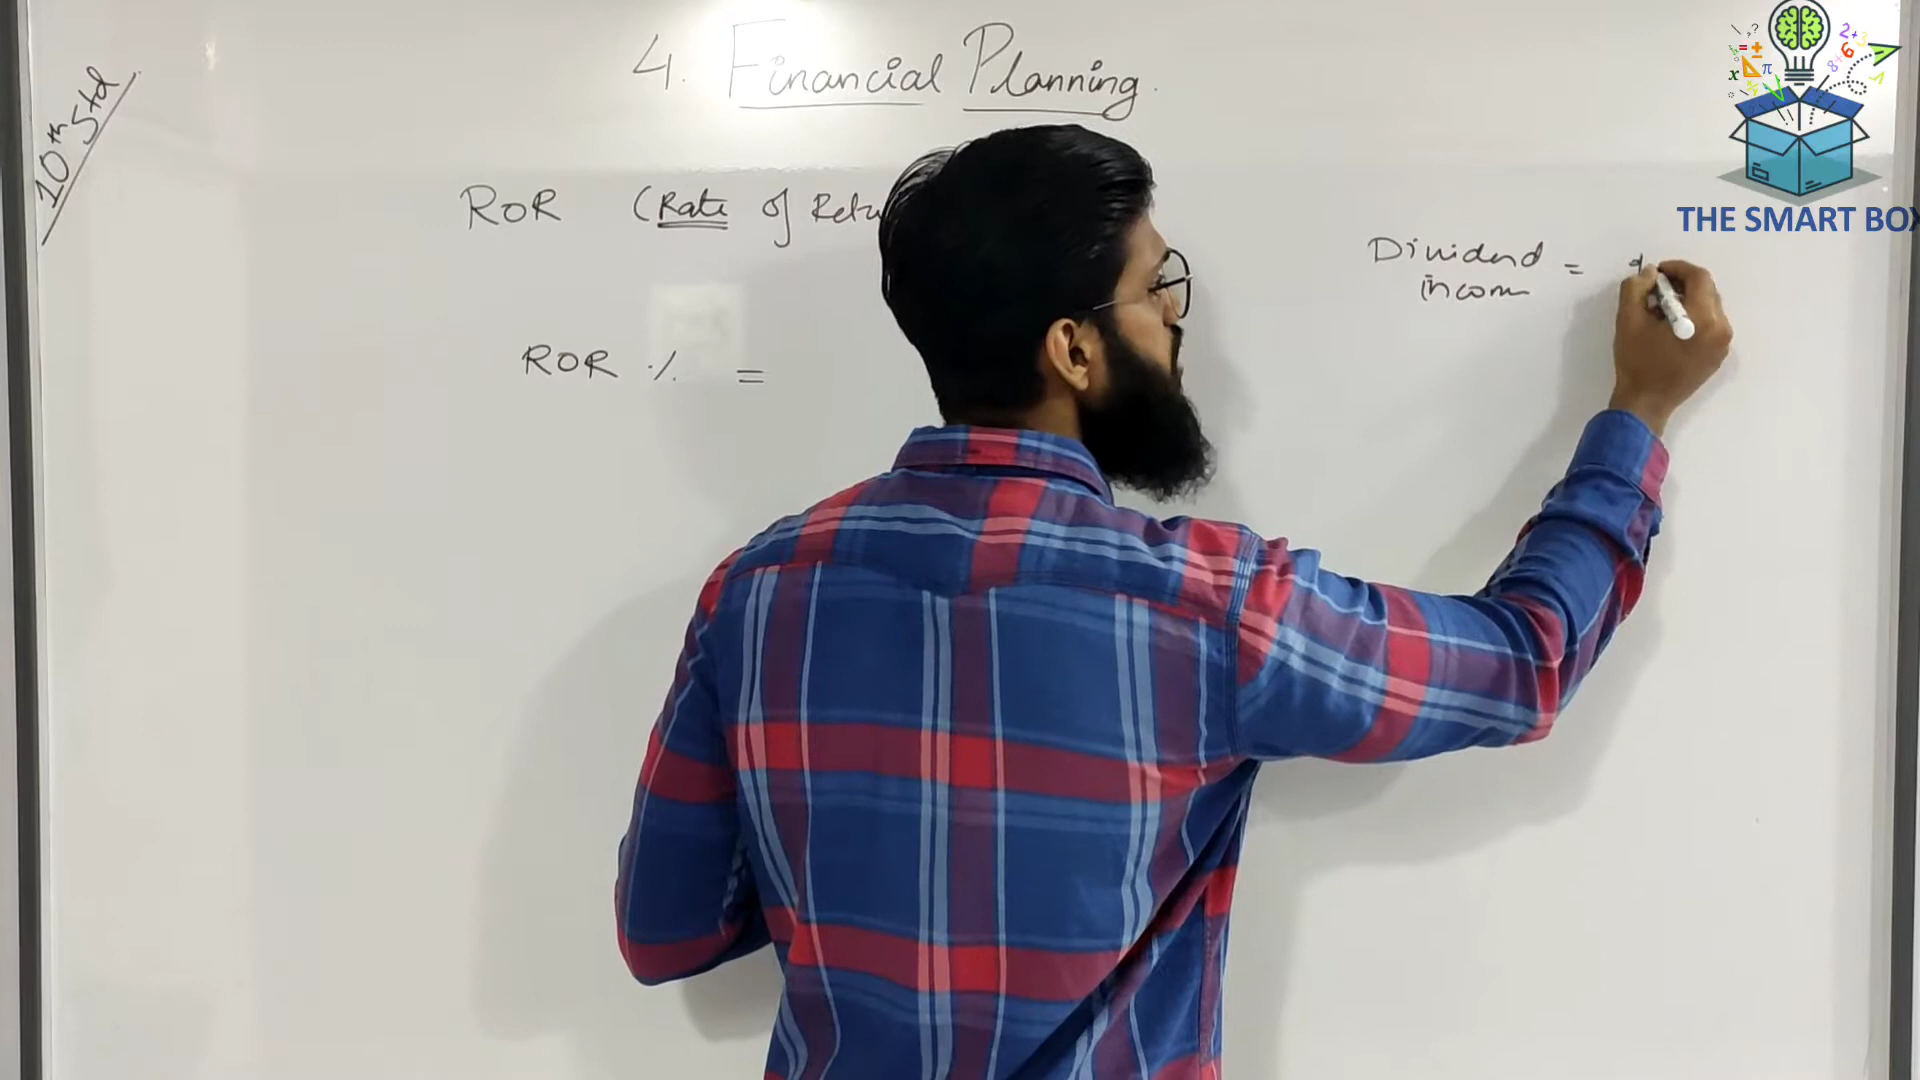 4. Financial Planning.
10th Std
ROR (Rate of Retu
Dividend =
income
ROR % =
THE SMART BOX